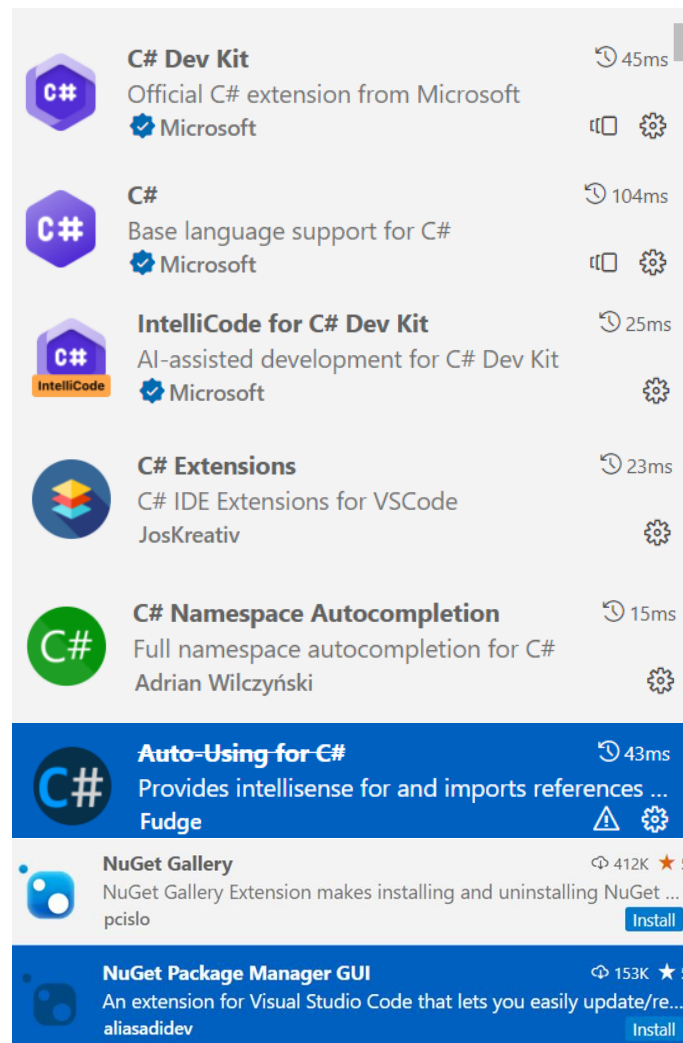 C# Dev Kit 45ms
C#
Official C# extension from Microsoft
Microsoft
C# 104ms
C#
Base language support for C#
Microsoft
IntelliCode for C# Dev Kit 25ms
C#
IntelliCode
AI-assisted development for C# Dev Kit
Microsoft
C# Extensions 23ms
C# IDE Extensions for VSCode
JosKreativ
C# Namespace Autocompletion 15ms
C#
Full namespace autocompletion for C#
Adrian Wilczyński
Auto-Using for C# 43ms
C#
Provides intellisense for and imports references ...
Fudge
NuGet Gallery 412K
NuGet Gallery Extension makes installing and uninstalling NuGet ...
pcislo Install
NuGet Package Manager GUI 153K
An extension for Visual Studio Code that lets you easily update/re...
aliasadidev Install